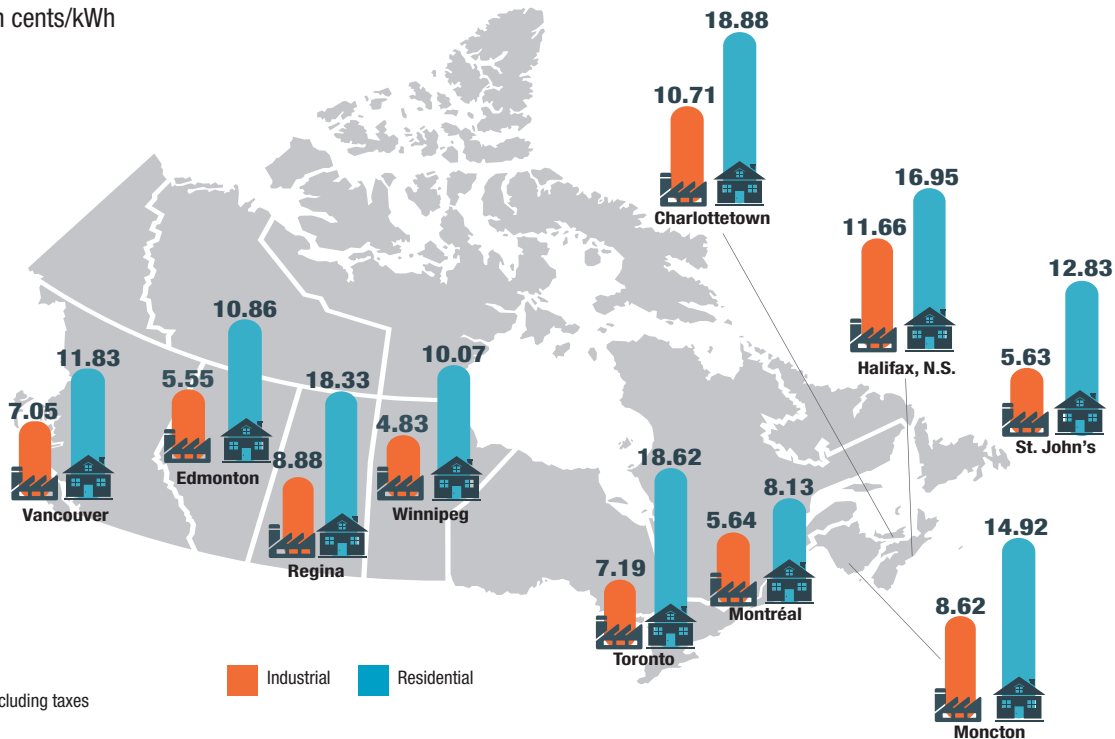 cents/kWh
18.88
10.71
Charlottetown
16.95
11.66
Halifax, N.S.
12.83
5.63
St. John's
11.83
7.05
Vancouver
10.86
5.55
Edmonton
18.33
8.88
Regina
10.07
4.83
Winnipeg
18.62
7.19
Toronto
8.13
5.64
Montréal
14.92
8.62
Moncton
Industrial
Residential
cluding taxes